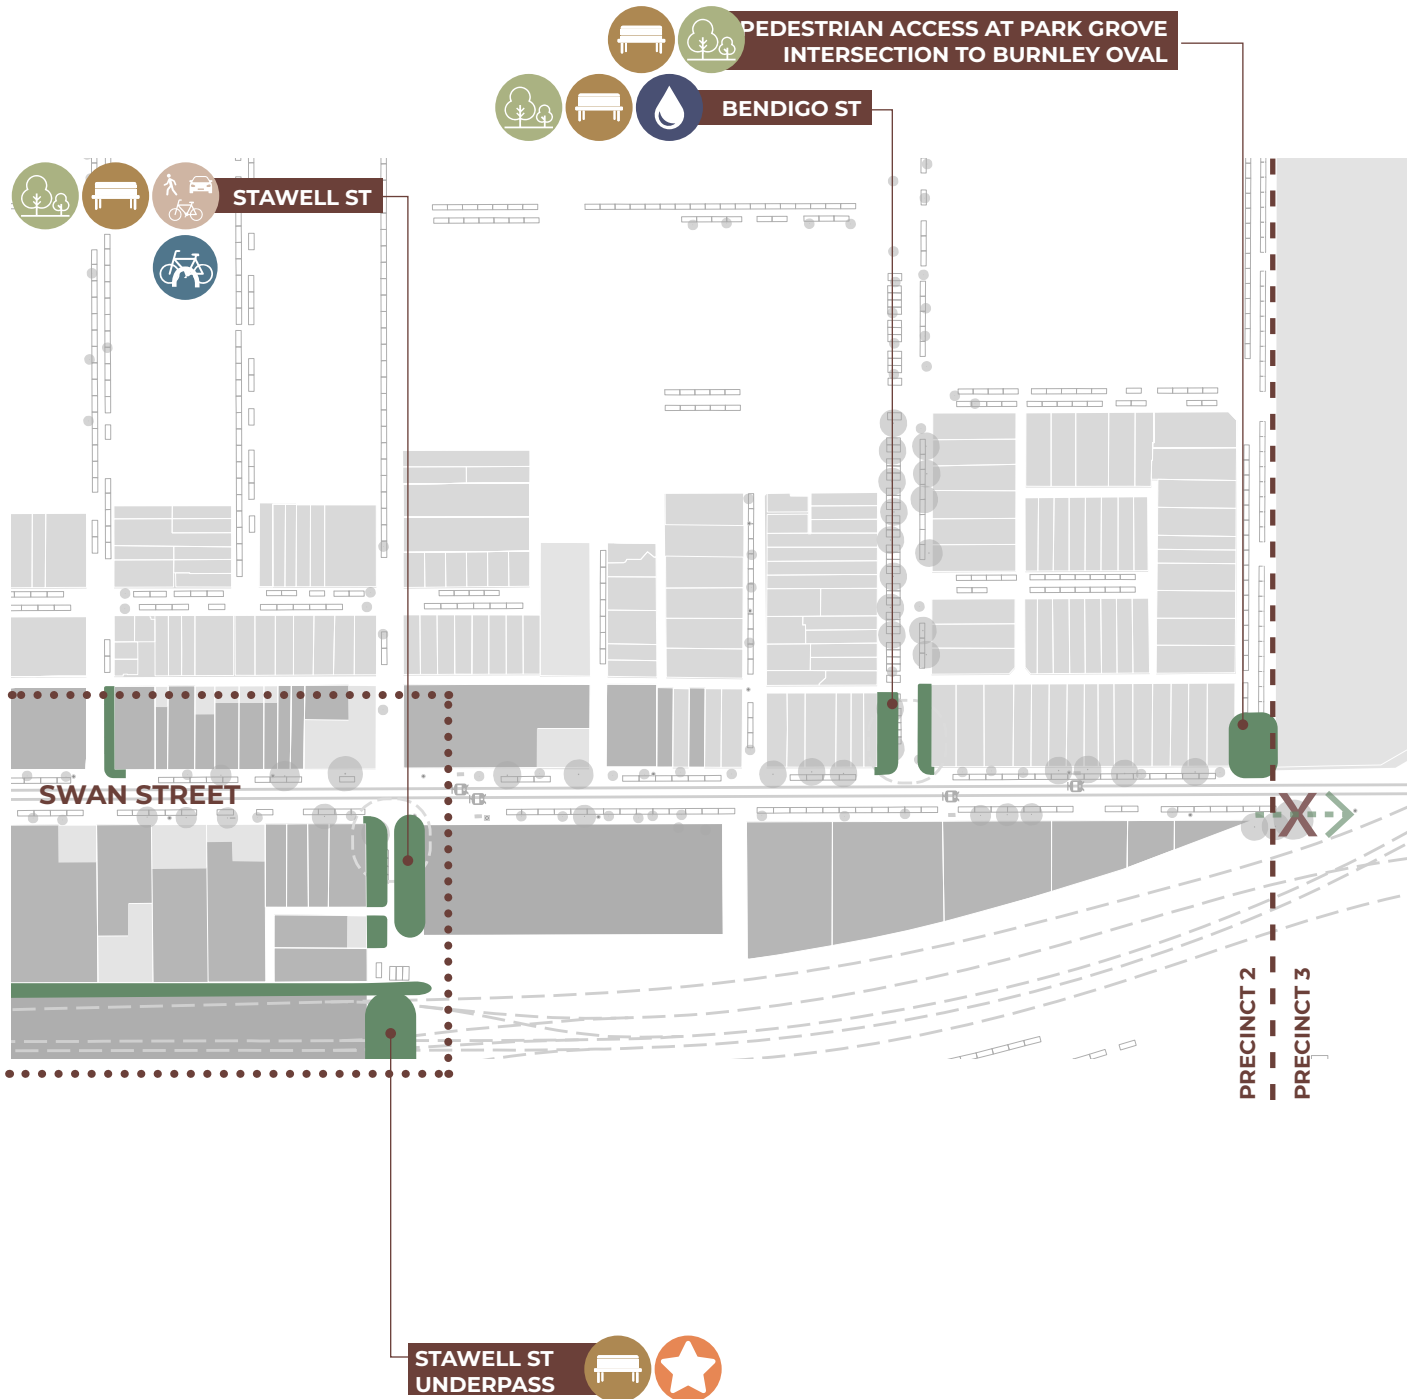 PEDESTRIAN ACCESS AT PARK GROVE
INTERSECTION TO BURNLEY OVAL
BENDIGO ST
STAWELL ST
SWAN STREET
X
PRECINCT 2
PRECINCT 3
STAWELL ST
UNDERPASS